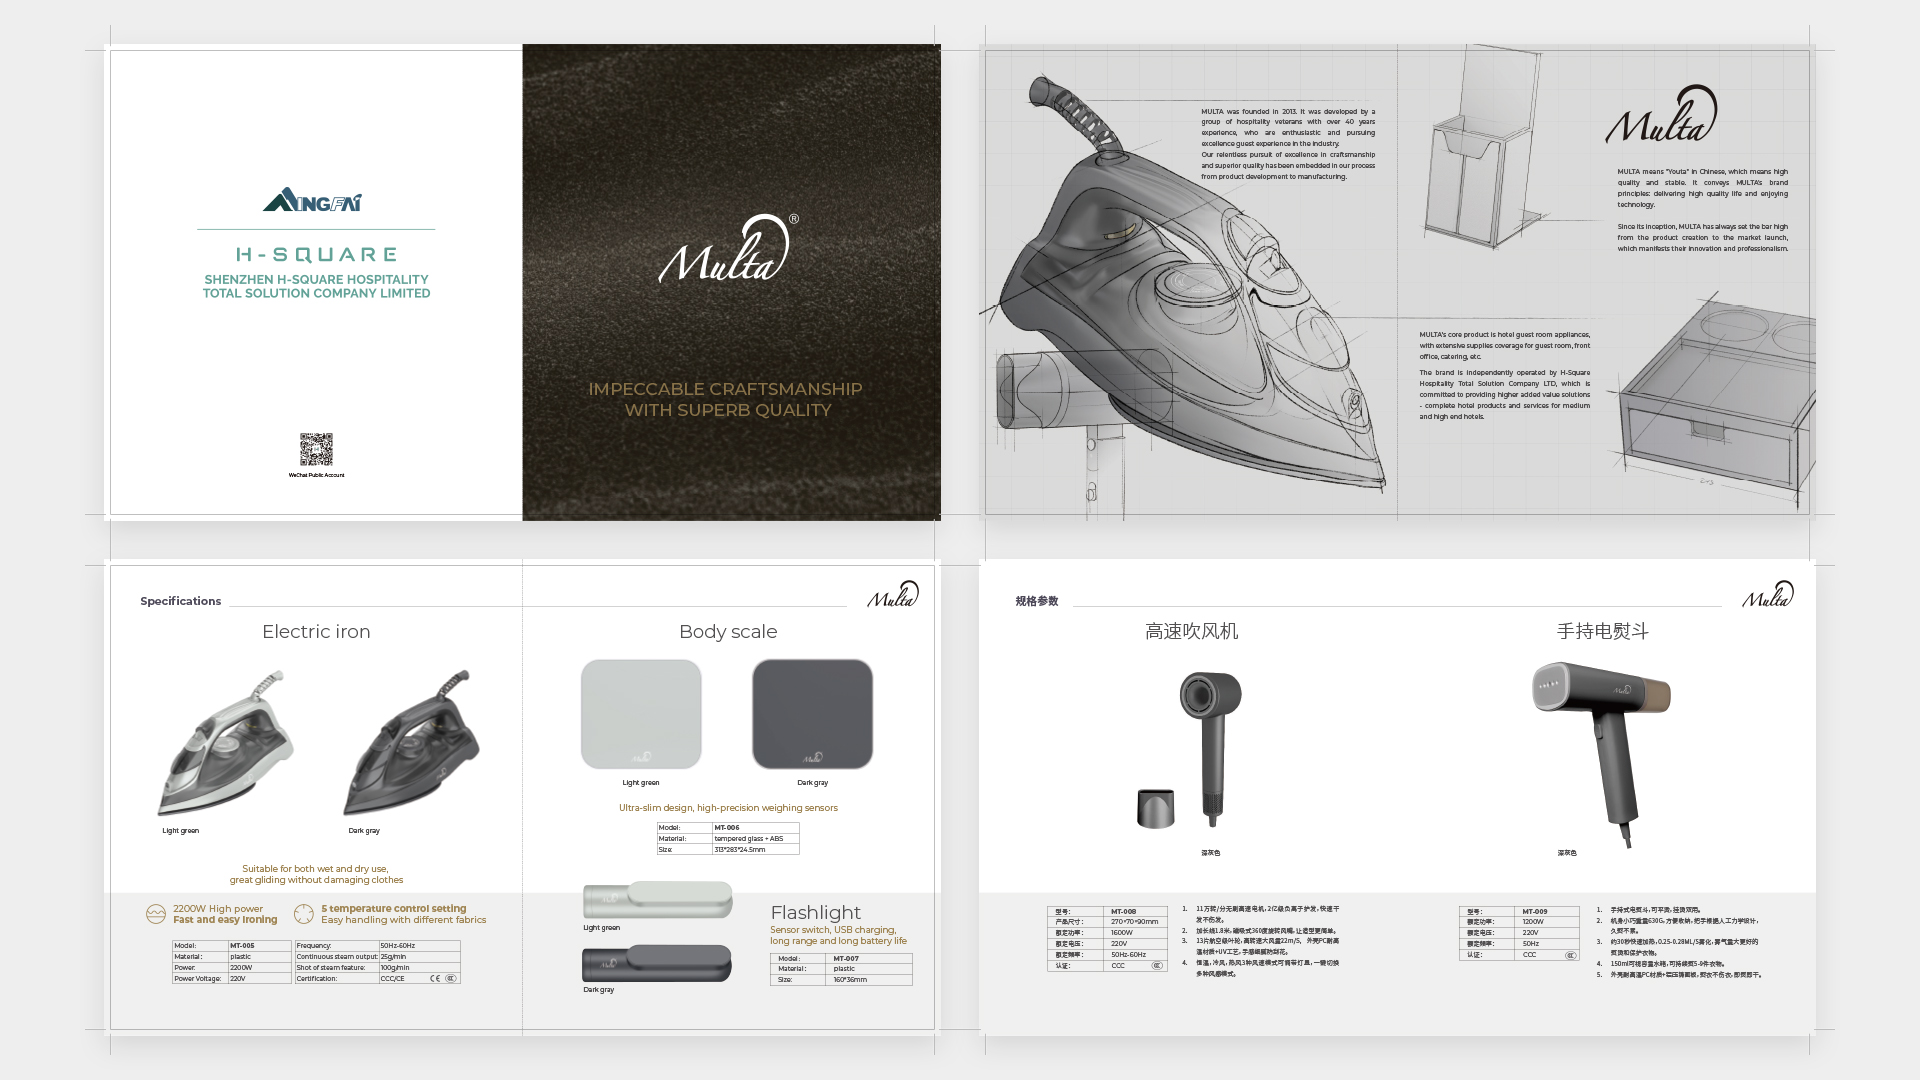 MINGFAI
H-SQUARE
SHENZHEN H-SQUARE HOSPITALITY
TOTAL SOLUTION COMPANY LIMITED
WeChat Public Account
Multa®
IMPECCABLE CRAFTSMANSHIP
WITH SUPERB QUALITY
MULTA was founded in 2013. It was developed by a
group of hospitality veterans with over 40 years
experience, who are enthusiastic and pursuing
excellence guest experience in the industry.
Our relentless pursuit of excellence in craftsmanship
and superior quality has been embedded in our process
from product development to manufacturing.
Multa
MULTA means "Youta" in Chinese, which means high
quality and stable. It conveys MULTA's brand
principles: delivering high quality life and enjoying
technology.
Since its inception, MULTA has always set the bar high
from the product creation to the market launch,
which manifests their innovation and professionalism.
MULTA's core product is hotel guest room appliances,
with extensive supplies coverage for guest room, front
office, catering, etc.
The brand is independently operated by H-Square
Hospitality Total Solution Company LTD, which is
committed to providing higher added value solutions
- complete hotel products and services for medium
and high end hotels.
Specifications
Multa
Electric iron
Light green
Dark gray
Suitable for both wet and dry use,
great gliding without damaging clothes
2200W High power
Fast and easy ironing
5 temperature control setting
Easy handling with different fabrics
Model: MT-005 Frequency: 50Hz-60Hz
Material: plastic Continuous steam output: 25g/min
Power: 2200W Shot of steam feature: 100g/min
Power Voltage: 220V Certification: CCC/CE CE
Body scale
Multa
Multa
Light green
Dark gray
Ultra-slim design, high-precision weighing sensors
Model: MT-006
Material: tempered glass + ABS
Size: 313*283*24.5mm
Light green
Dark gray
Flashlight
Sensor switch, USB charging,
long range and long battery life
Model: MT-007
Material: plastic
Size: 160*36mm
规格参数
Multa
高速吹风机
深灰色
型号: MT-008
产品尺寸: 270*70*90mm
额定功率: 1600W
额定电压: 220V
额定频率: 50Hz-60Hz
认证: CCC
1. 11万转/分无刷高速电机,2亿级负离子护发,快速干
发不伤发。
2. 加长线1.8米,磁吸式360度旋转风嘴,让造型更简单。
3. 13片航空级叶轮,高转速大风量22m/S, 外壳PC耐高
温材质+UV工艺,手感细腻防刮花。
4. 恒温,冷风,热风3种风速模式可调带灯显,一键切换
多种风感模式。
手持电熨斗
Multa
深灰色
型号: MT-009
额定功率: 1200W
额定电压: 220V
额定频率: 50Hz
认证: CCC
1. 手持式电熨斗,可平烫,挂烫双用。
2. 机身小巧重量630G,方便收纳,把手根据人工力学设计,
久熨不累。
3. 约30秒快速加热,0.25-0.28ML/S雾化,雾气量大更好的
熨烫和保护衣物。
4. 150ml可视容量水箱,可持续熨5-9件衣物。
5. 外壳耐高温PC材质+铝压铸面板,熨衣不伤衣,即熨即干。